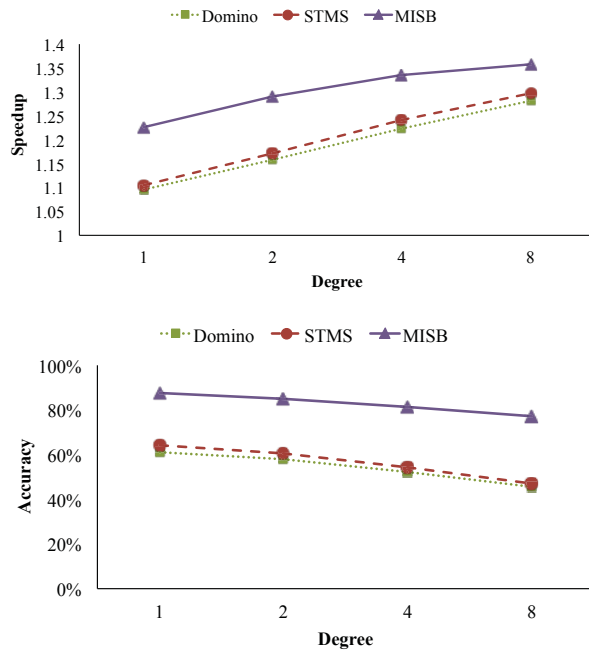 Domino STMS MISB
1.4
1.35
1.3
1.25
1.2
1.15
1.1
1.05
1
Speedup
1 2 4 8
Degree
Domino STMS MISB
100%
80%
60%
40%
20%
0%
Accuracy
1 2 4 8
Degree